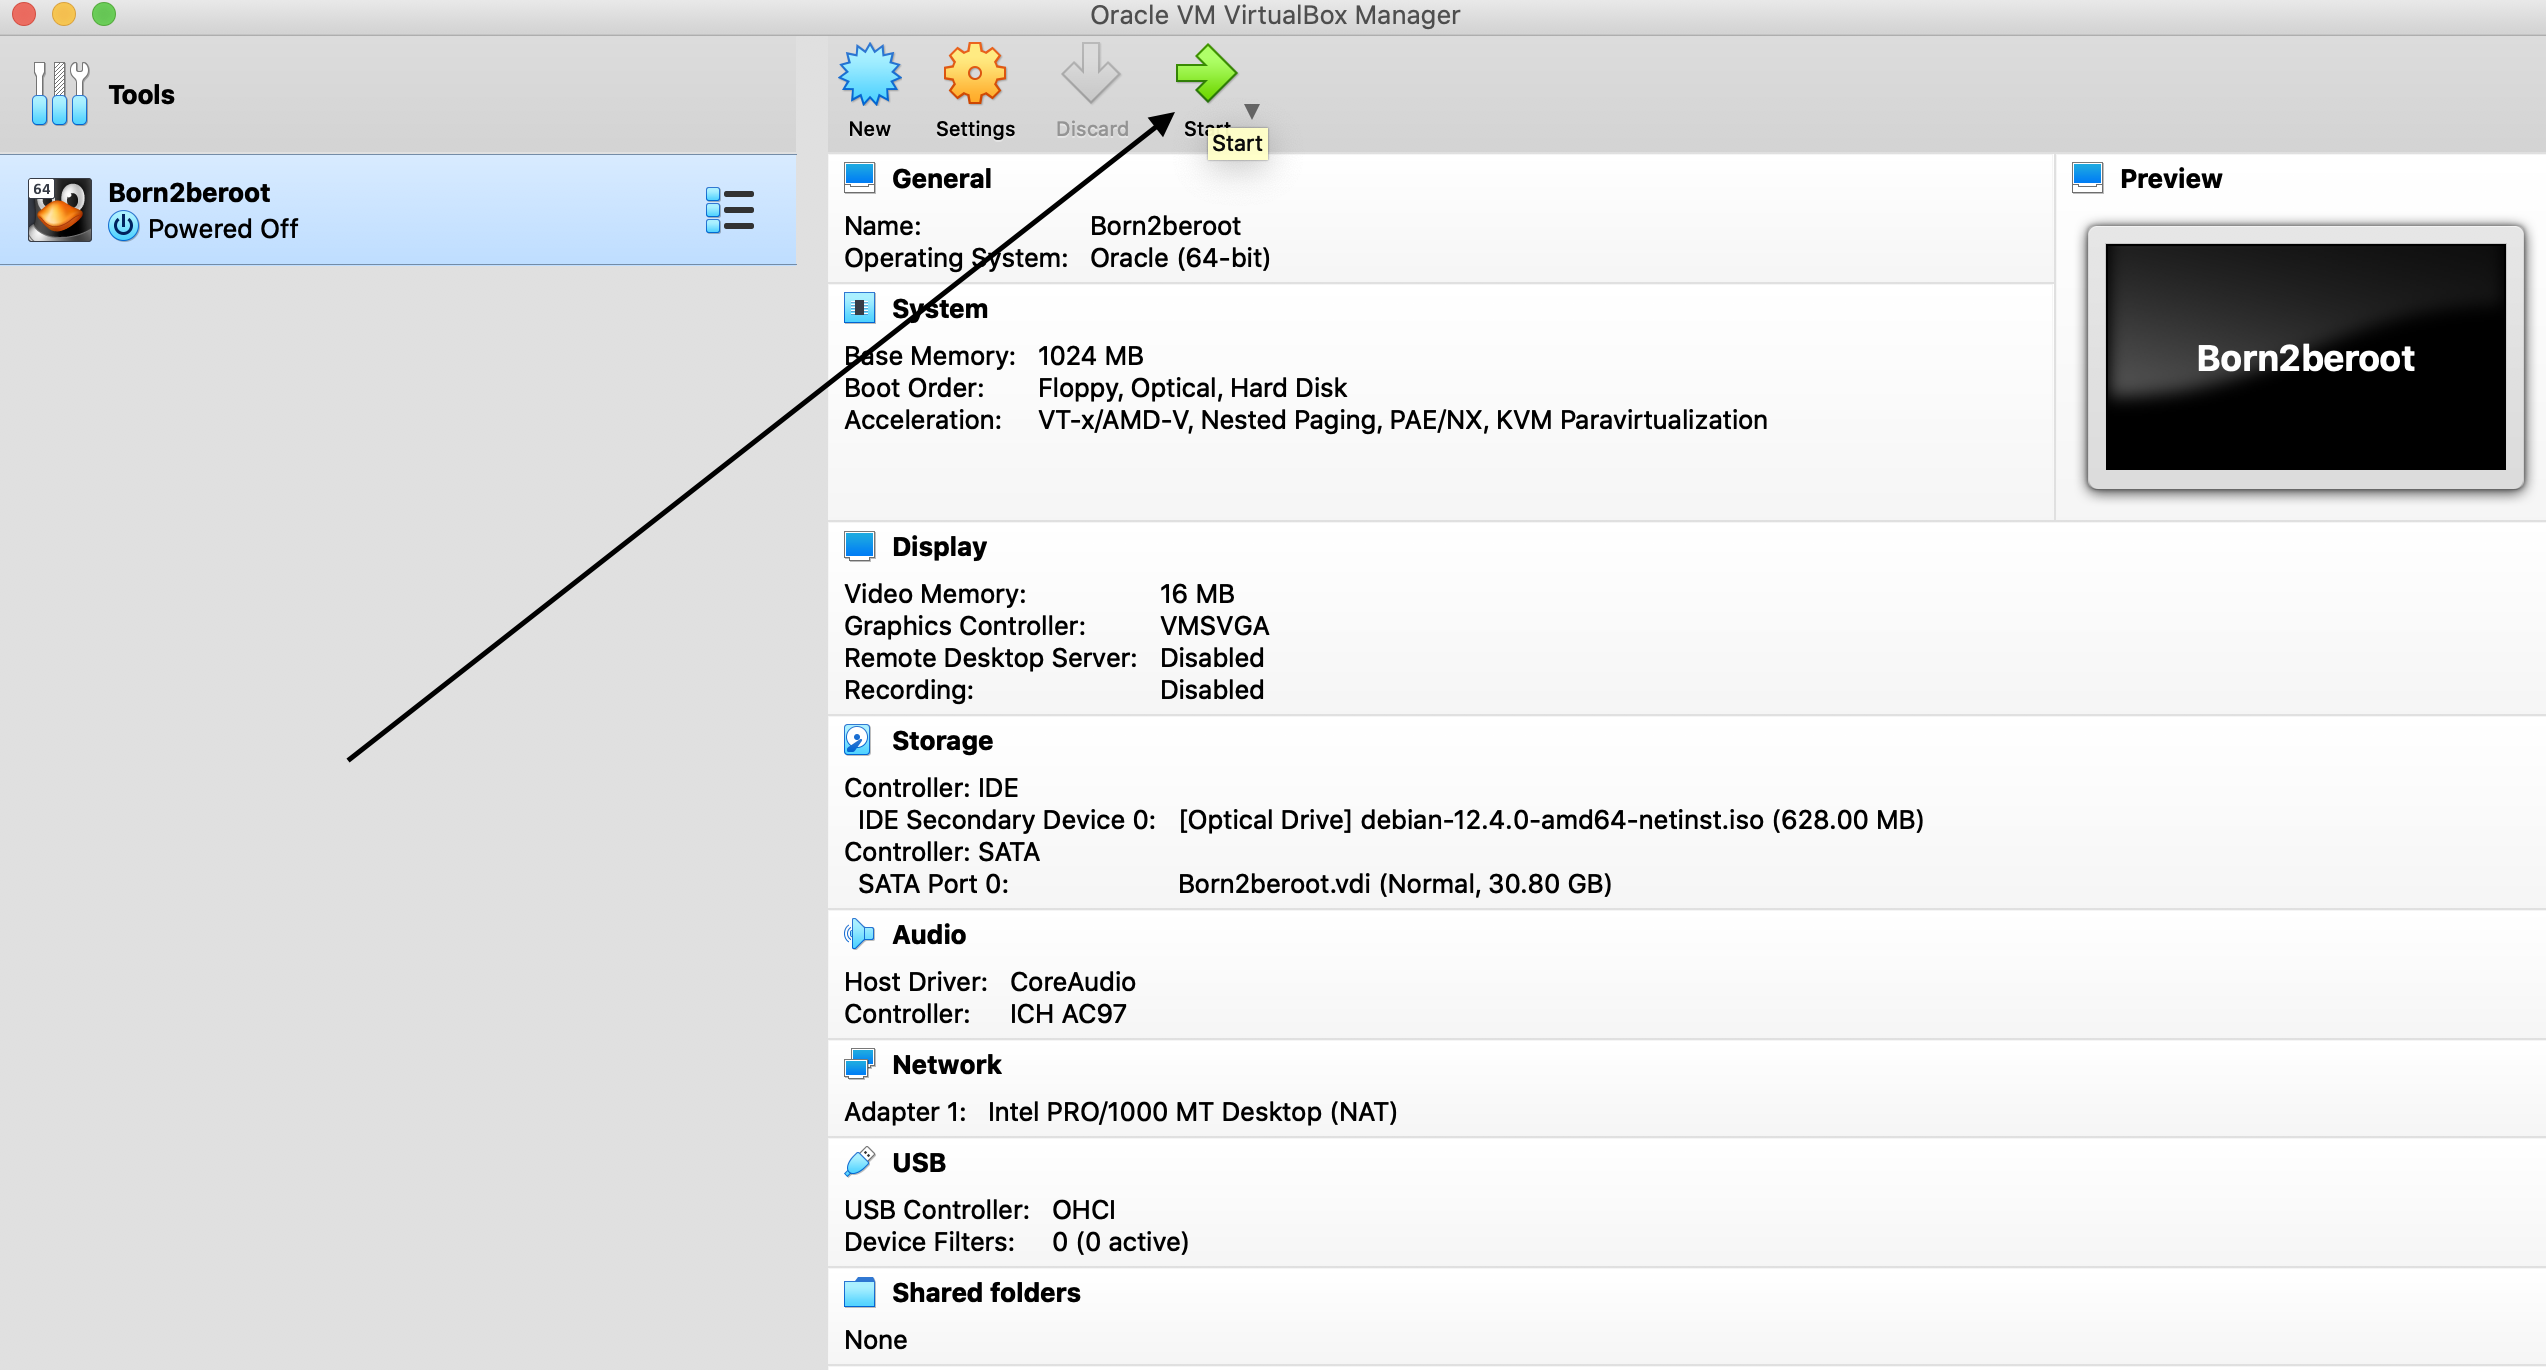 Oracle VM VirtualBox Manager
Tools
New Settings Discard Start
Start
64
Born2beroot
Powered Off
General
Name: Born2beroot
Operating System: Oracle (64-bit)
Preview
Born2beroot
System
Base Memory: 1024 MB
Boot Order: Floppy, Optical, Hard Disk
Acceleration: VT-x/AMD-V, Nested Paging, PAE/NX, KVM Paravirtualization
Display
Video Memory: 16 MB
Graphics Controller: VMSVGA
Remote Desktop Server: Disabled
Recording: Disabled
Storage
Controller: IDE
IDE Secondary Device 0: [Optical Drive] debian-12.4.0-amd64-netinst.iso (628.00 MB)
Controller: SATA
SATA Port 0: Born2beroot.vdi (Normal, 30.80 GB)
Audio
Host Driver: CoreAudio
Controller: ICH AC97
Network
Adapter 1: Intel PRO/1000 MT Desktop (NAT)
USB
USB Controller: OHCI
Device Filters: 0 (0 active)
Shared folders
None